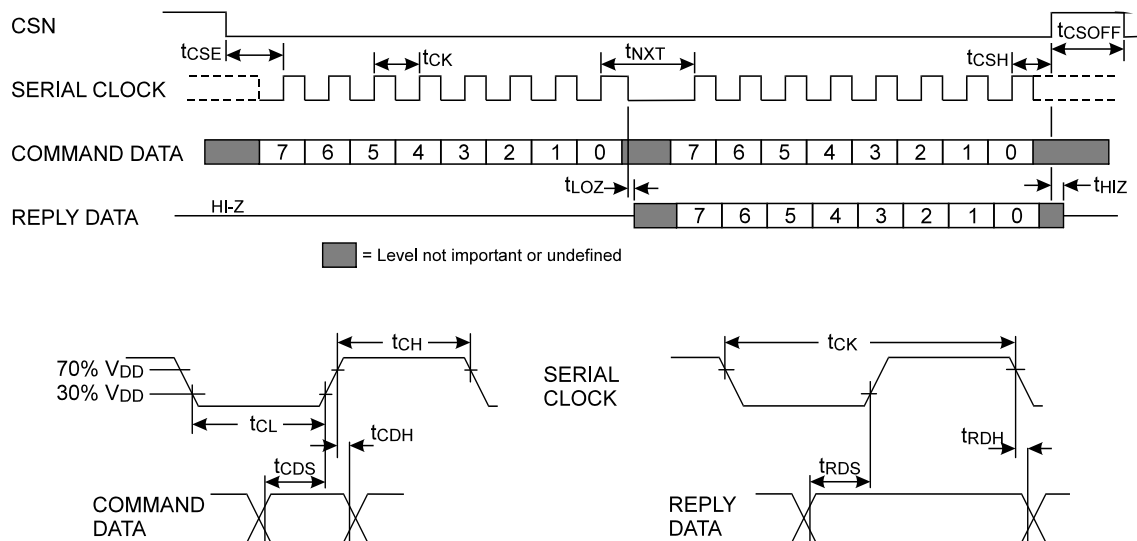 CSN
tCSE
tCK
tNXT
tCSH
tCSOFF
SERIAL CLOCK
COMMAND DATA
7 6 5 4 3 2 1 0
7 6 5 4 3 2 1 0
tLOZ
tHIZ
REPLY DATA
HI-Z
7 6 5 4 3 2 1 0
= Level not important or undefined
70% VDD
30% VDD
tCH
tCL
tCDH
tCDS
COMMAND
DATA
SERIAL
CLOCK
tCK
tRDH
tRDS
REPLY
DATA